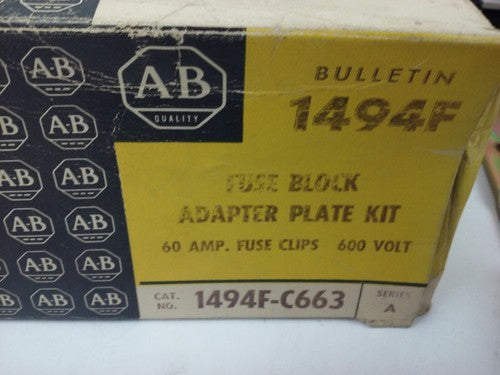 A-B
QUALITY
BULLETIN
1494F
FUSE BLOCK
ADAPTER PLATE KIT
60 AMP. FUSE CLIPS 600 VOLT
CAT. NO. 1494F-C663 SERIES A
A-B
A-B
A-B
A-B
A-B
A-B
A-B
A-B
A-B
A-B
A-B
A-B